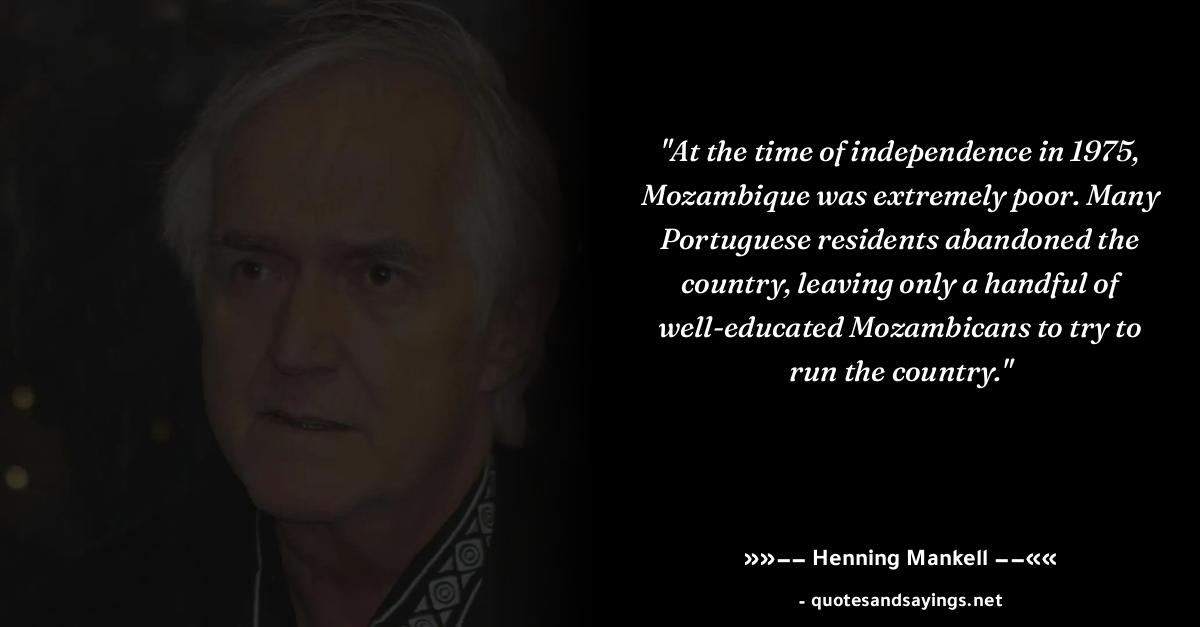 "At the time of independence in 1975,
Mozambique was extremely poor. Many
Portuguese residents abandoned the
country, leaving only a handful of
well-educated Mozambicans to try to
run the country."
»»–– Henning Mankell ––««
- quotesandsayings.net